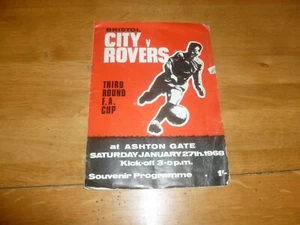 BRISTOL
CITY v
ROVERS
THIRD
ROUND
F.A.
CUP
at ASHTON GATE
SATURDAY JANUARY 27th.1968
Kick-off 3-0 p.m.
Souvenir Programme 1/-